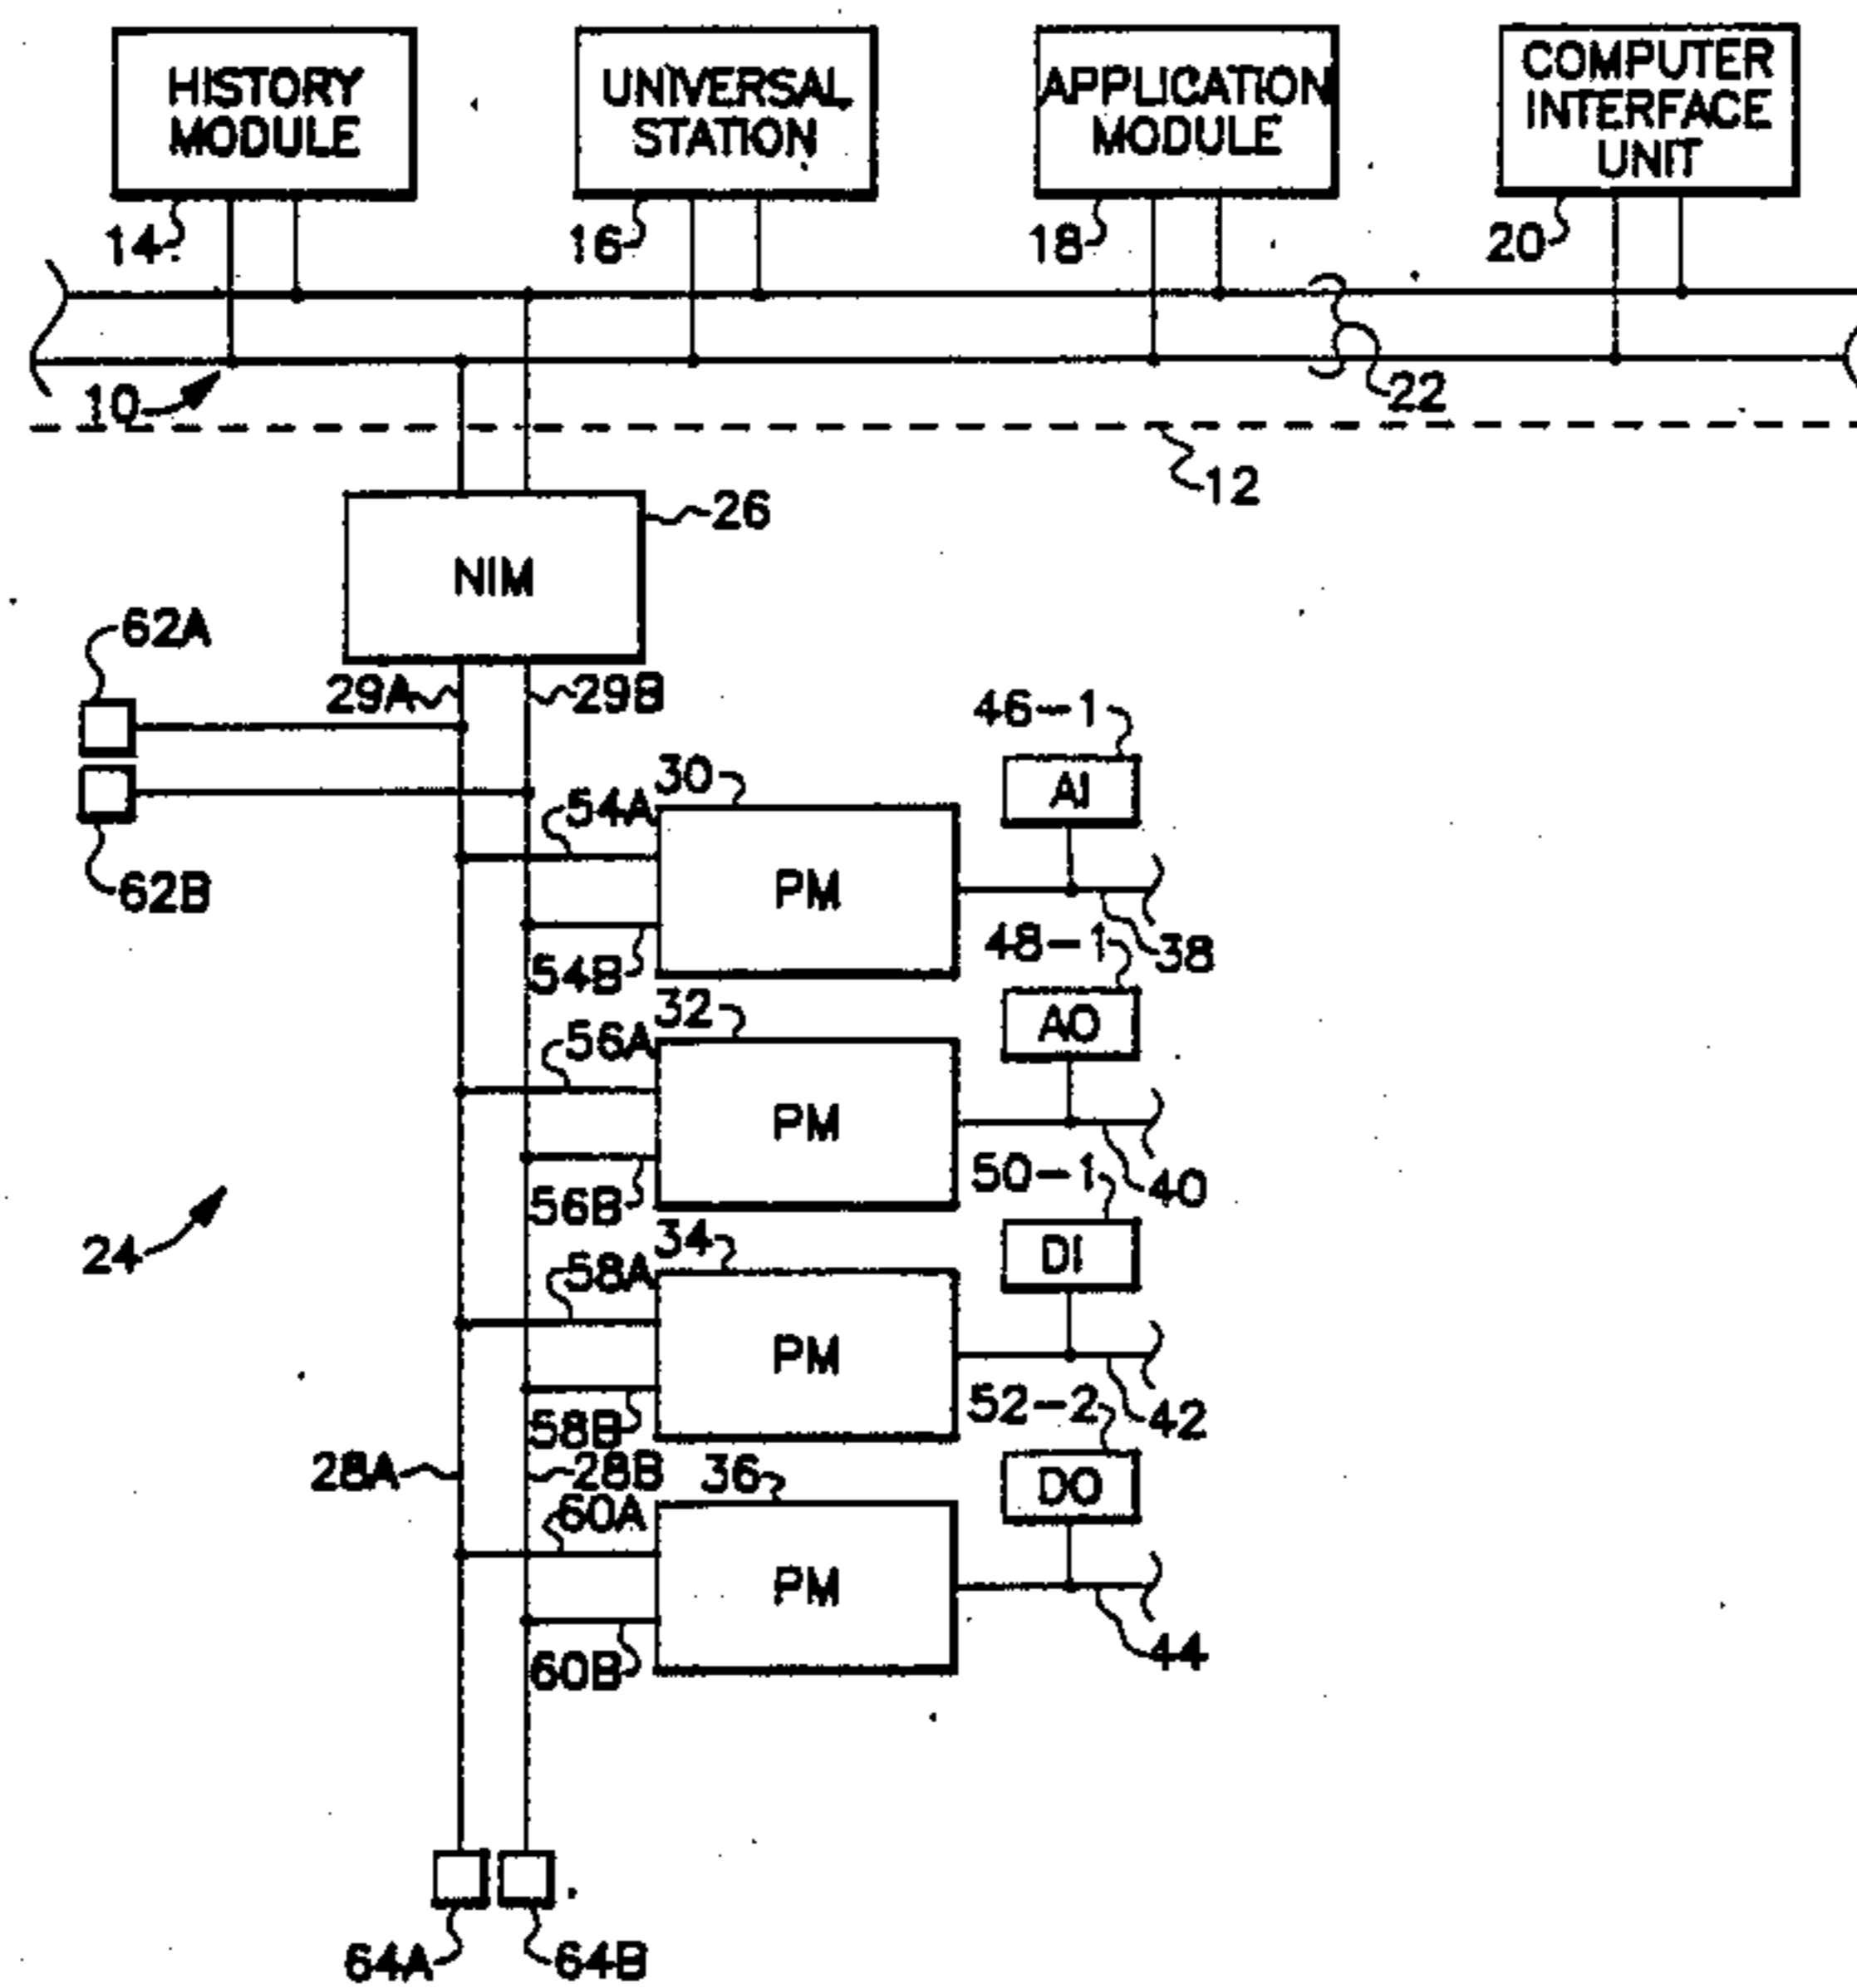 HISTORY
MODULE
UNIVERSAL
STATION
APPLICATION
MODULE
COMPUTER
INTERFACE
UNIT
14
16
18
20
10
22
12
26
NIM
62A
29A
29B
46-1
AI
30
54A
62B
PM
54B
48-1
38
32
AO
56A
PM
56B
50-1
40
24
34
DI
58A
PM
58B
52-2
42
28A
28B
36
DO
60A
PM
60B
44
64A
64B